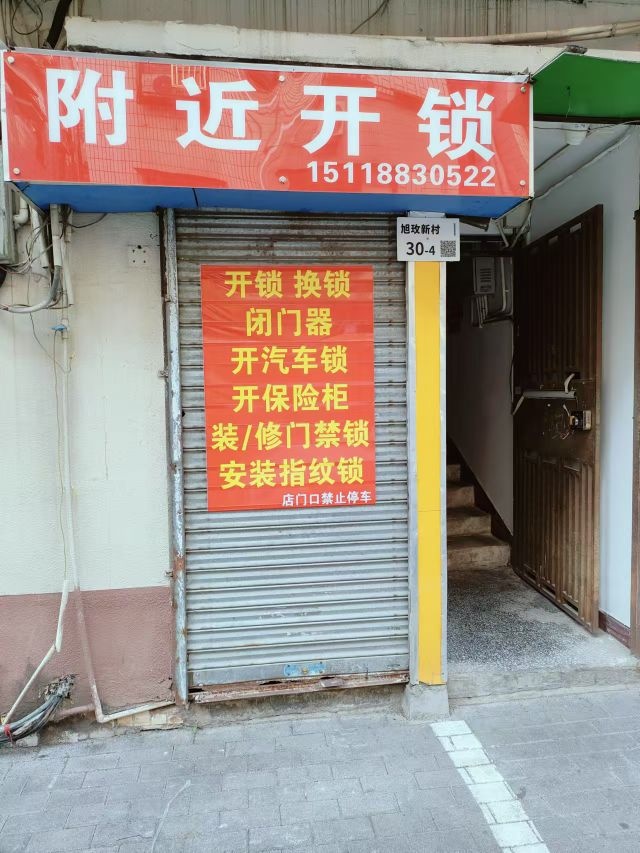 附近开锁
15118830522
旭玫新村
30-4
开锁 换锁
闭门器
开汽车锁
开保险柜
装/修门禁锁
安装指纹锁
店门口禁止停车